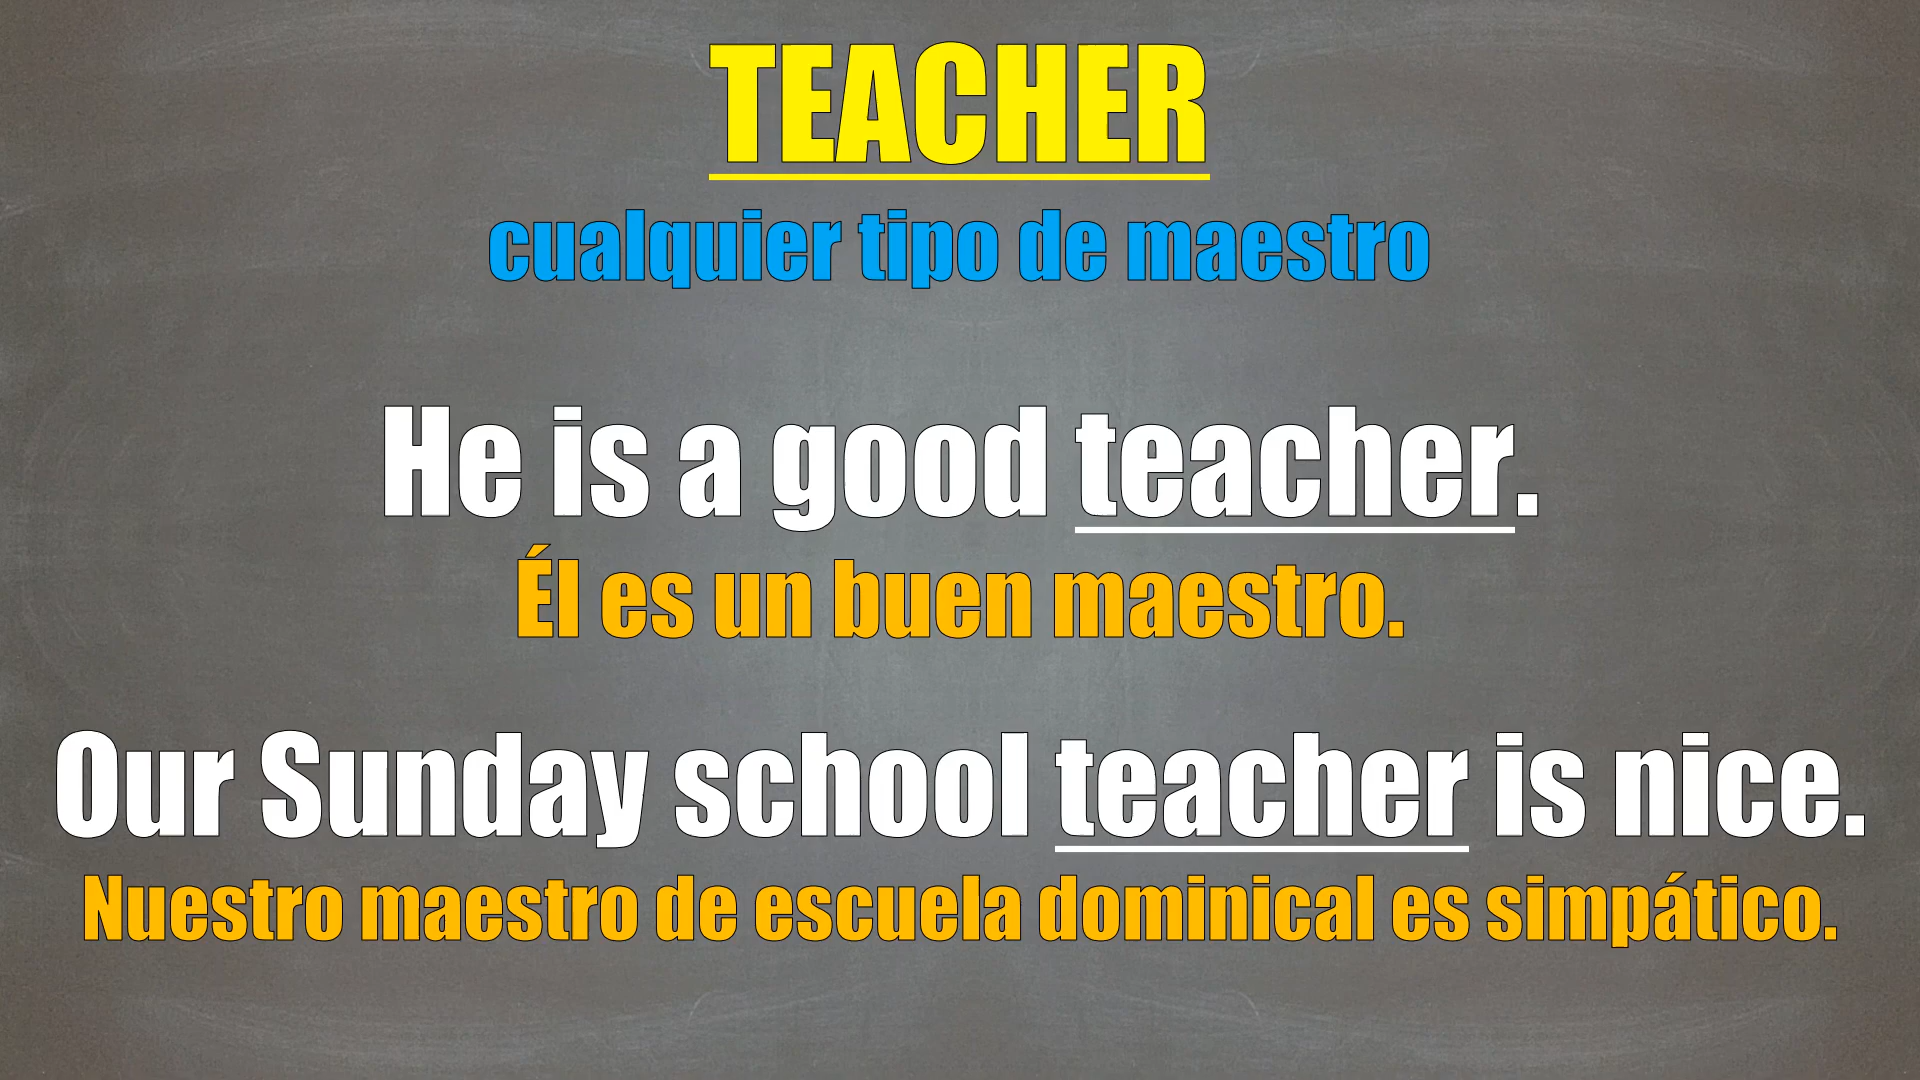 TEACHER
cualquier tipo de maestro
He is a good teacher.
Él es un buen maestro.
Our Sunday school teacher is nice.
Nuestro maestro de escuela dominical es simpático.